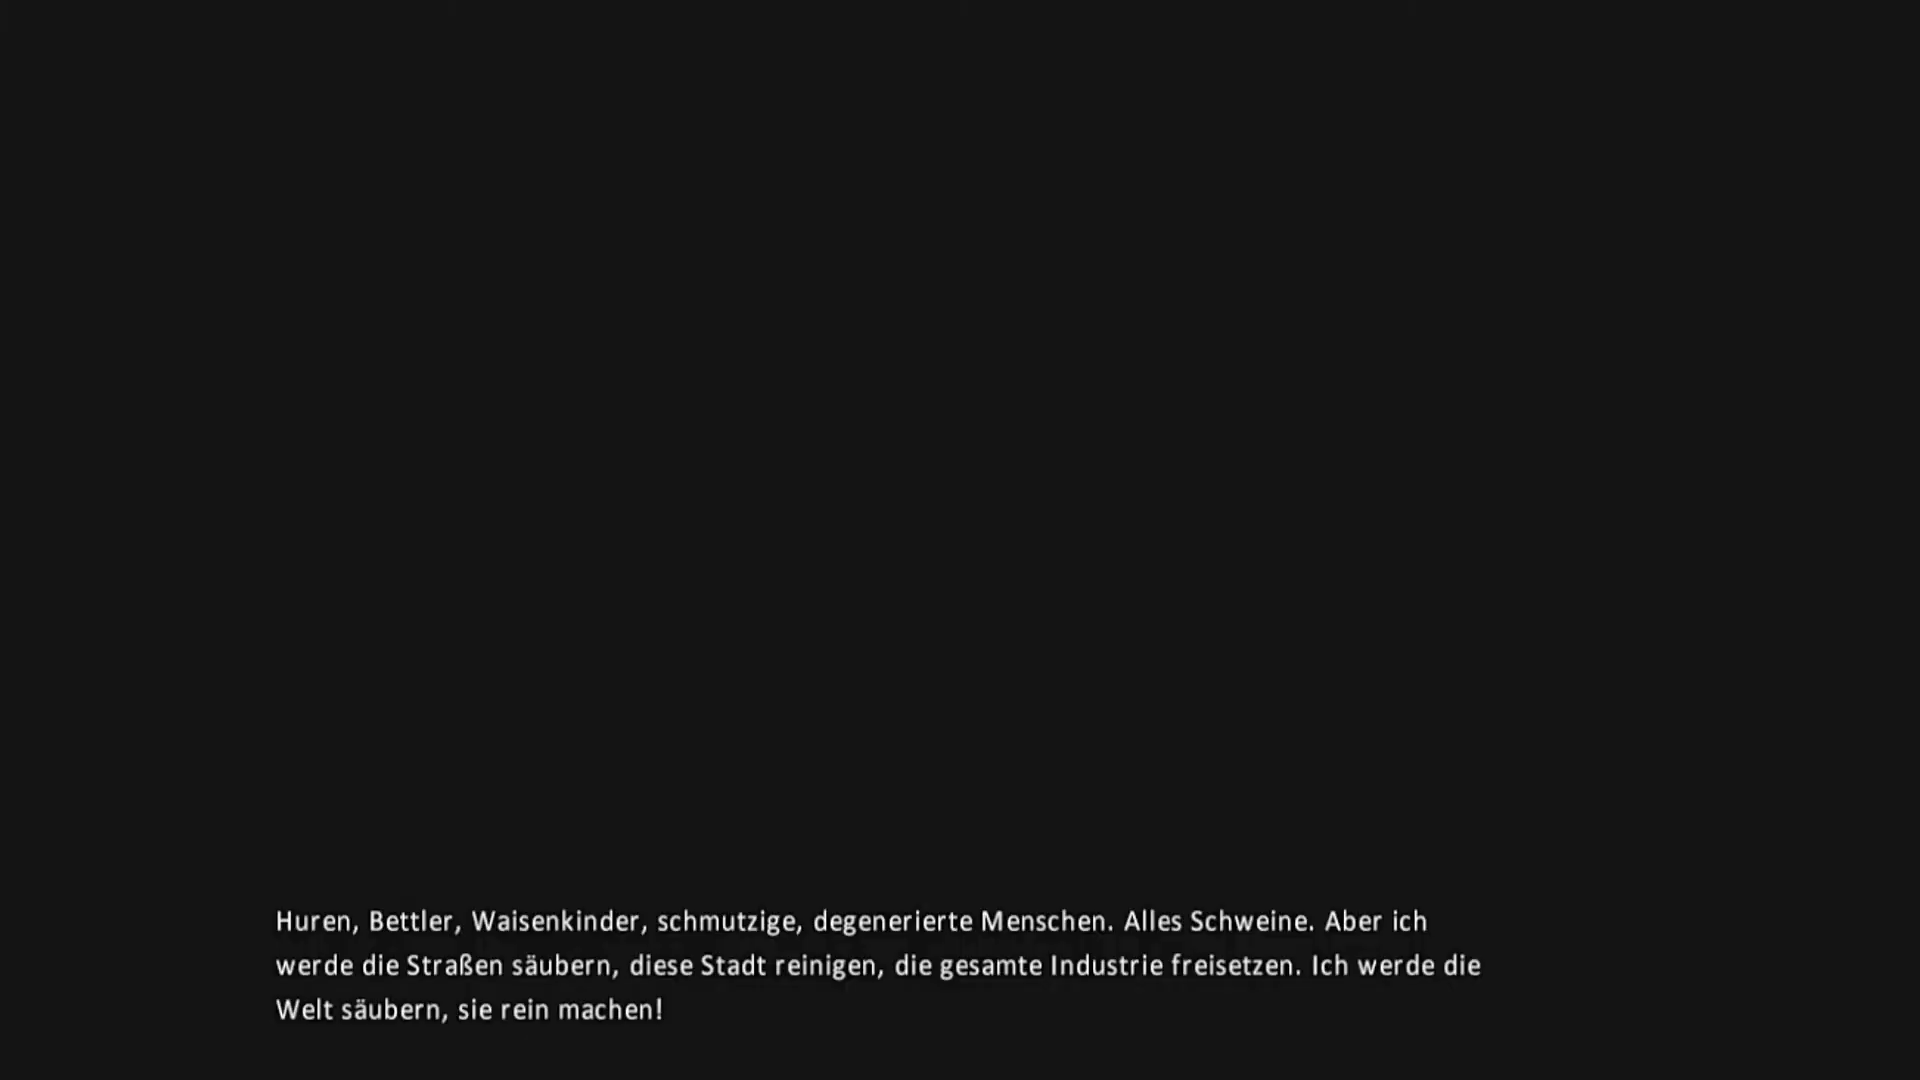 Huren, Bettler, Waisenkinder, schmutzige, degenerierte Menschen. Alles Schweine. Aber ich
werde die Straßen säubern, diese Stadt reinigen, die gesamte Industrie freisetzen. Ich werde die
Welt säubern, sie rein machen!